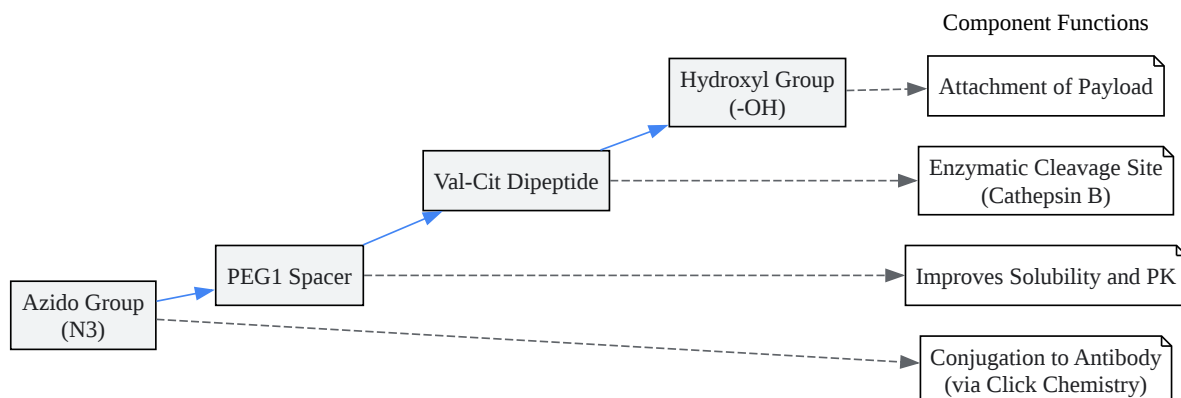 Component Functions
Hydroxyl Group
(-OH)
Attachment of Payload
Val-Cit Dipeptide
Enzymatic Cleavage Site
(Cathepsin B)
PEG1 Spacer
Improves Solubility and PK
Azido Group
(N3)
Conjugation to Antibody
(via Click Chemistry)